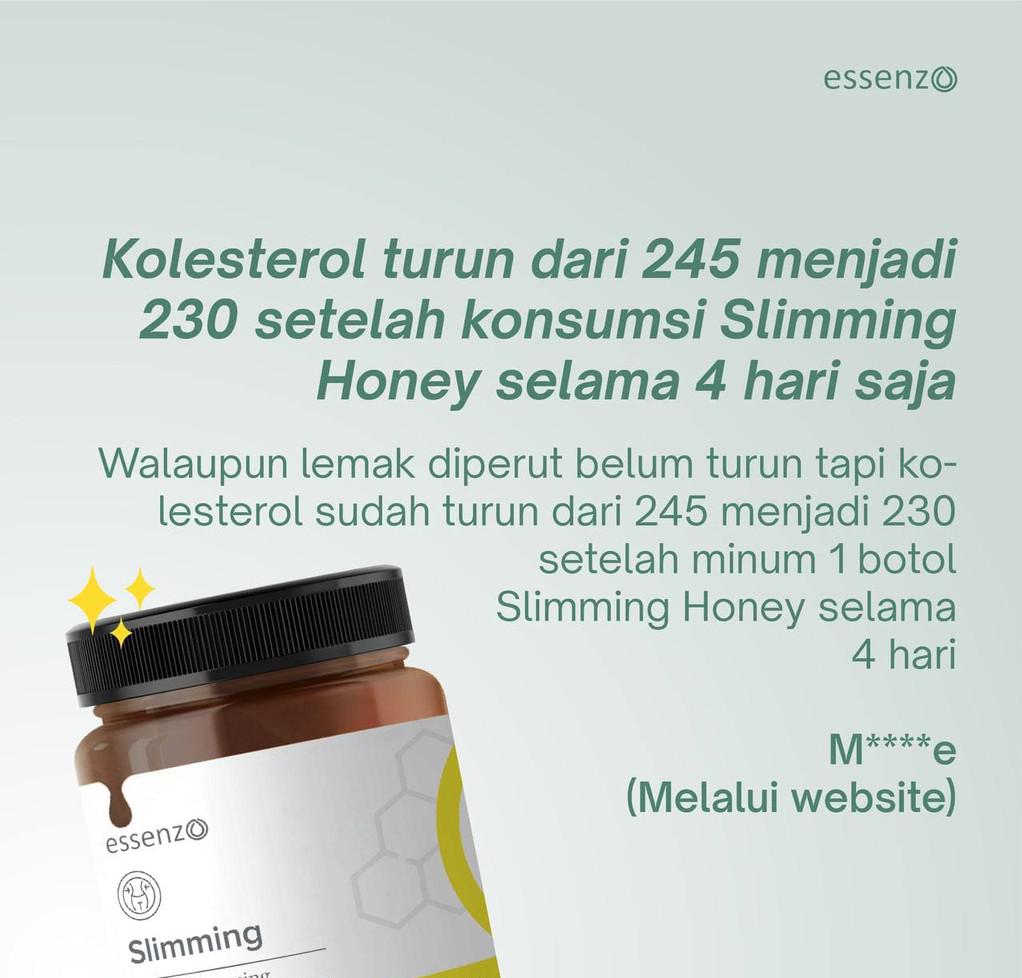 essenzo
Kolesterol turun dari 245 menjadi
230 setelah konsumsi Slimming
Honey selama 4 hari saja
Walaupun lemak diperut belum turun tapi ko-
lesterol sudah turun dari 245 menjadi 230
setelah minum 1 botol
Slimming Honey selama
4 hari
M****e
(Melalui website)
essenzo
Slimming